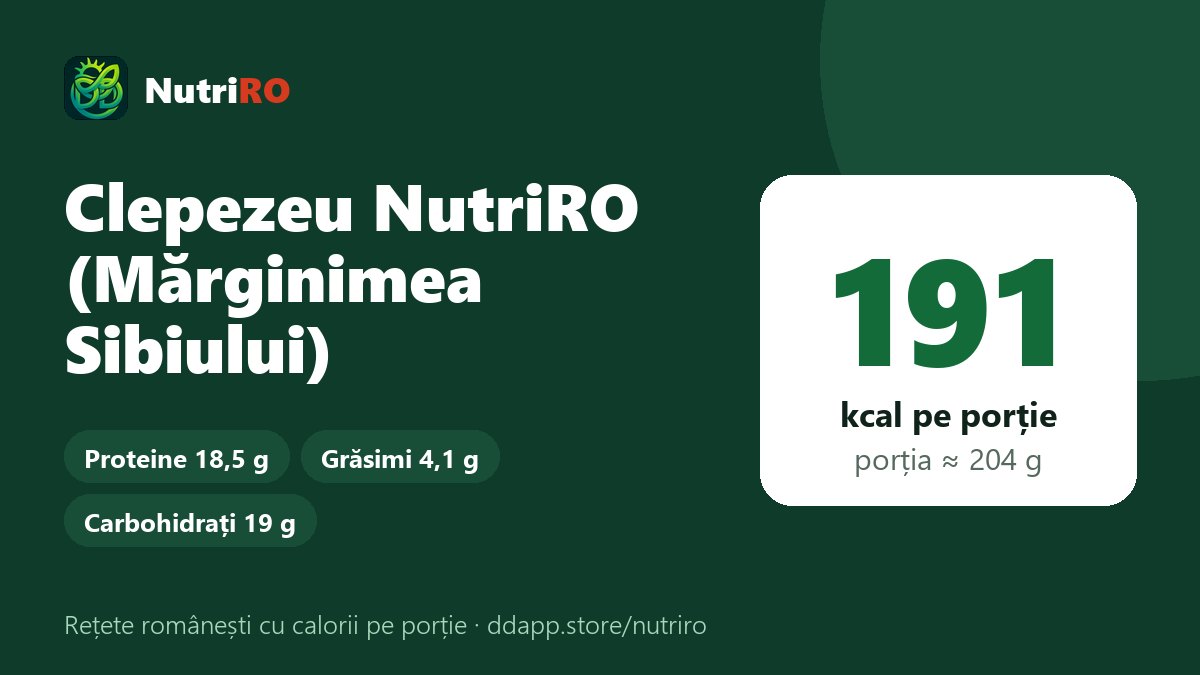 NutriRO
Clepezeu NutriRO
(Mărginimea
Sibiului)
191
kcal pe porție
porția ≈ 204 g
Proteine 18,5 g
Grăsimi 4,1 g
Carbohidrați 19 g
Rețete românești cu calorii pe porție · ddapp.store/nutriro